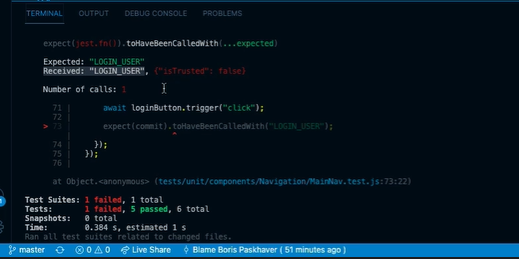 TERMINAL OUTPUT DEBUG CONSOLE PROBLEMS
expect(jest.fn()).toHaveBeenCalledWith(...expected)
Expected: "LOGIN_USER"
Received: "LOGIN_USER", {"isTrusted": false}
Number of calls: 1
71 | await loginButton.trigger("click");
72 |
> 73 | expect(commit).toHaveBeenCalledWith("LOGIN_USER");
| ^
74 | });
75 | });
76 |
at Object.<anonymous> (tests/unit/components/Navigation/MainNav.test.js:73:22)
Test Suites: 1 failed, 1 total
Tests: 1 failed, 5 passed, 6 total
Snapshots: 0 total
Time: 0.384 s, estimated 1 s
Ran all test suites related to changed files.
master 0 0 Live Share Blame Boris Paskhaver ( 51 minutes ago )